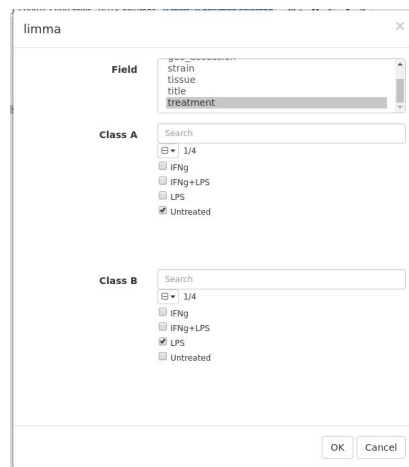 limma
×
Field
strain
tissue
title
treatment
Class A
Search
1/4
IFNg
IFNg+LPS
LPS
Untreated
Class B
Search
1/4
IFNg
IFNg+LPS
LPS
Untreated
OK
Cancel